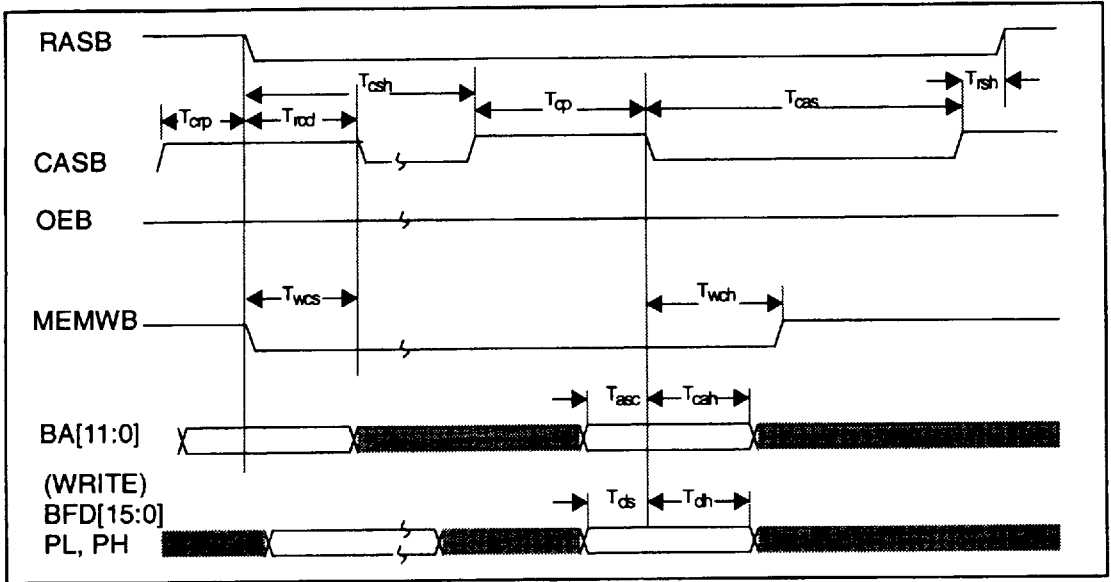 RASB
Tcsh
Trsh
Tcp
Tcas
Tcrp
Trcd
CASB
OEB
Twcs
Twch
MEMWB
Tasc
Tcah
BA[11:0]
(WRITE)
BFD[15:0]
Tds
Tdh
PL, PH